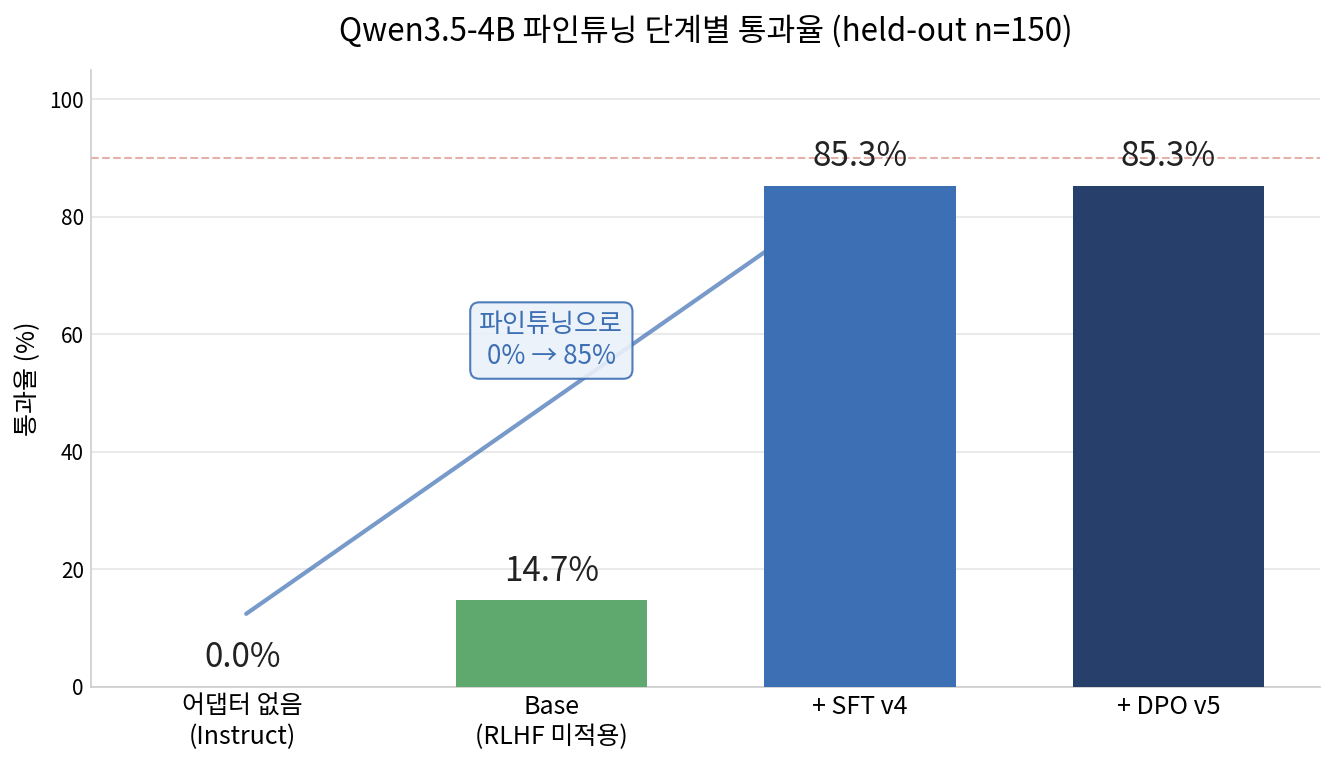 Qwen3.5-4B 파인튜닝 단계별 통과율 (held-out n=150)
통과율 (%)
100
80
60
40
20
0
85.3%
85.3%
파인튜닝으로
0% → 85%
14.7%
0.0%
어댑터 없음
(Instruct)
Base
(RLHF 미적용)
+ SFT v4
+ DPO v5